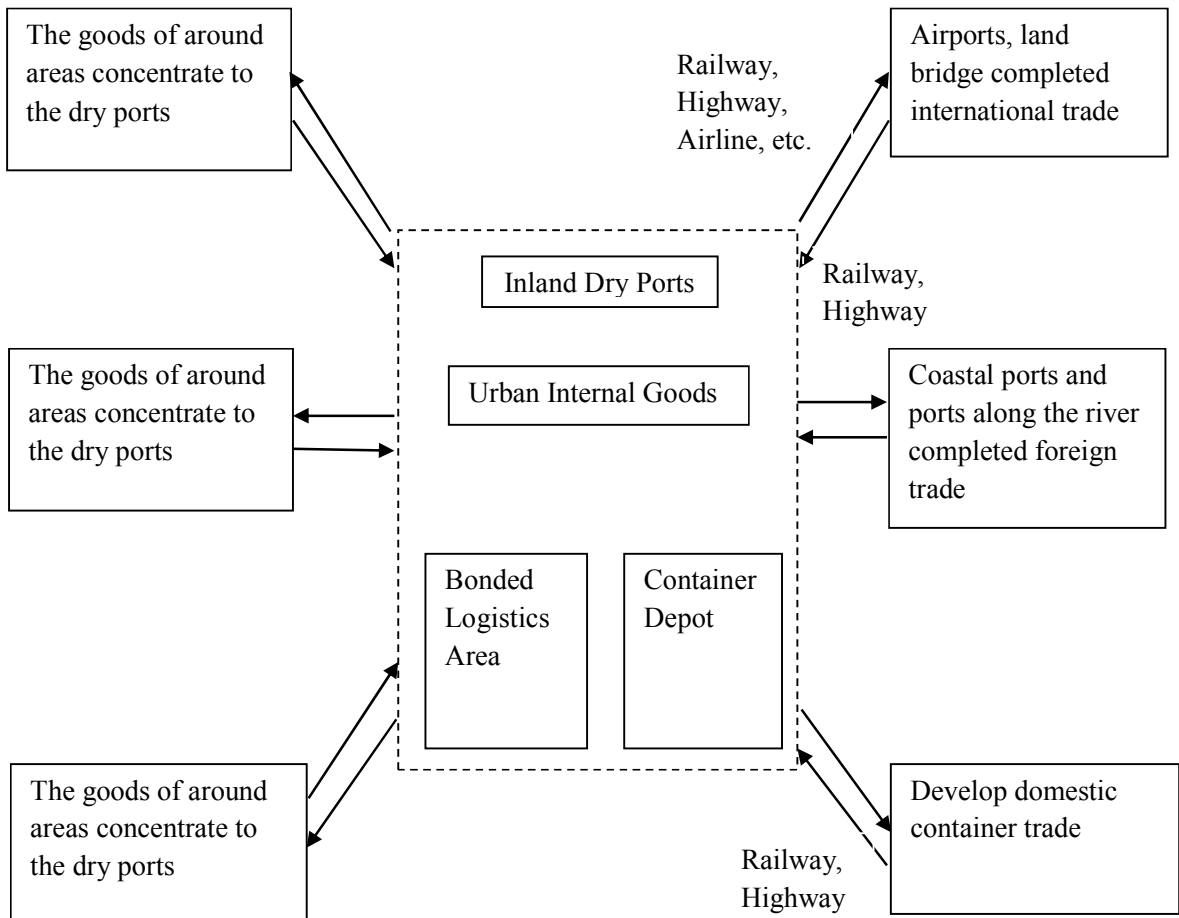 The goods of around
areas concentrate to
the dry ports
Railway,
Highway,
Airline, etc.
Airports, land
bridge completed
international trade
Inland Dry Ports
Railway,
Highway
The goods of around
areas concentrate to
the dry ports
Urban Internal Goods
Coastal ports and
ports along the river
completed foreign
trade
Bonded
Logistics
Area
Container
Depot
The goods of around
areas concentrate to
the dry ports
Railway,
Highway
Develop domestic
container trade